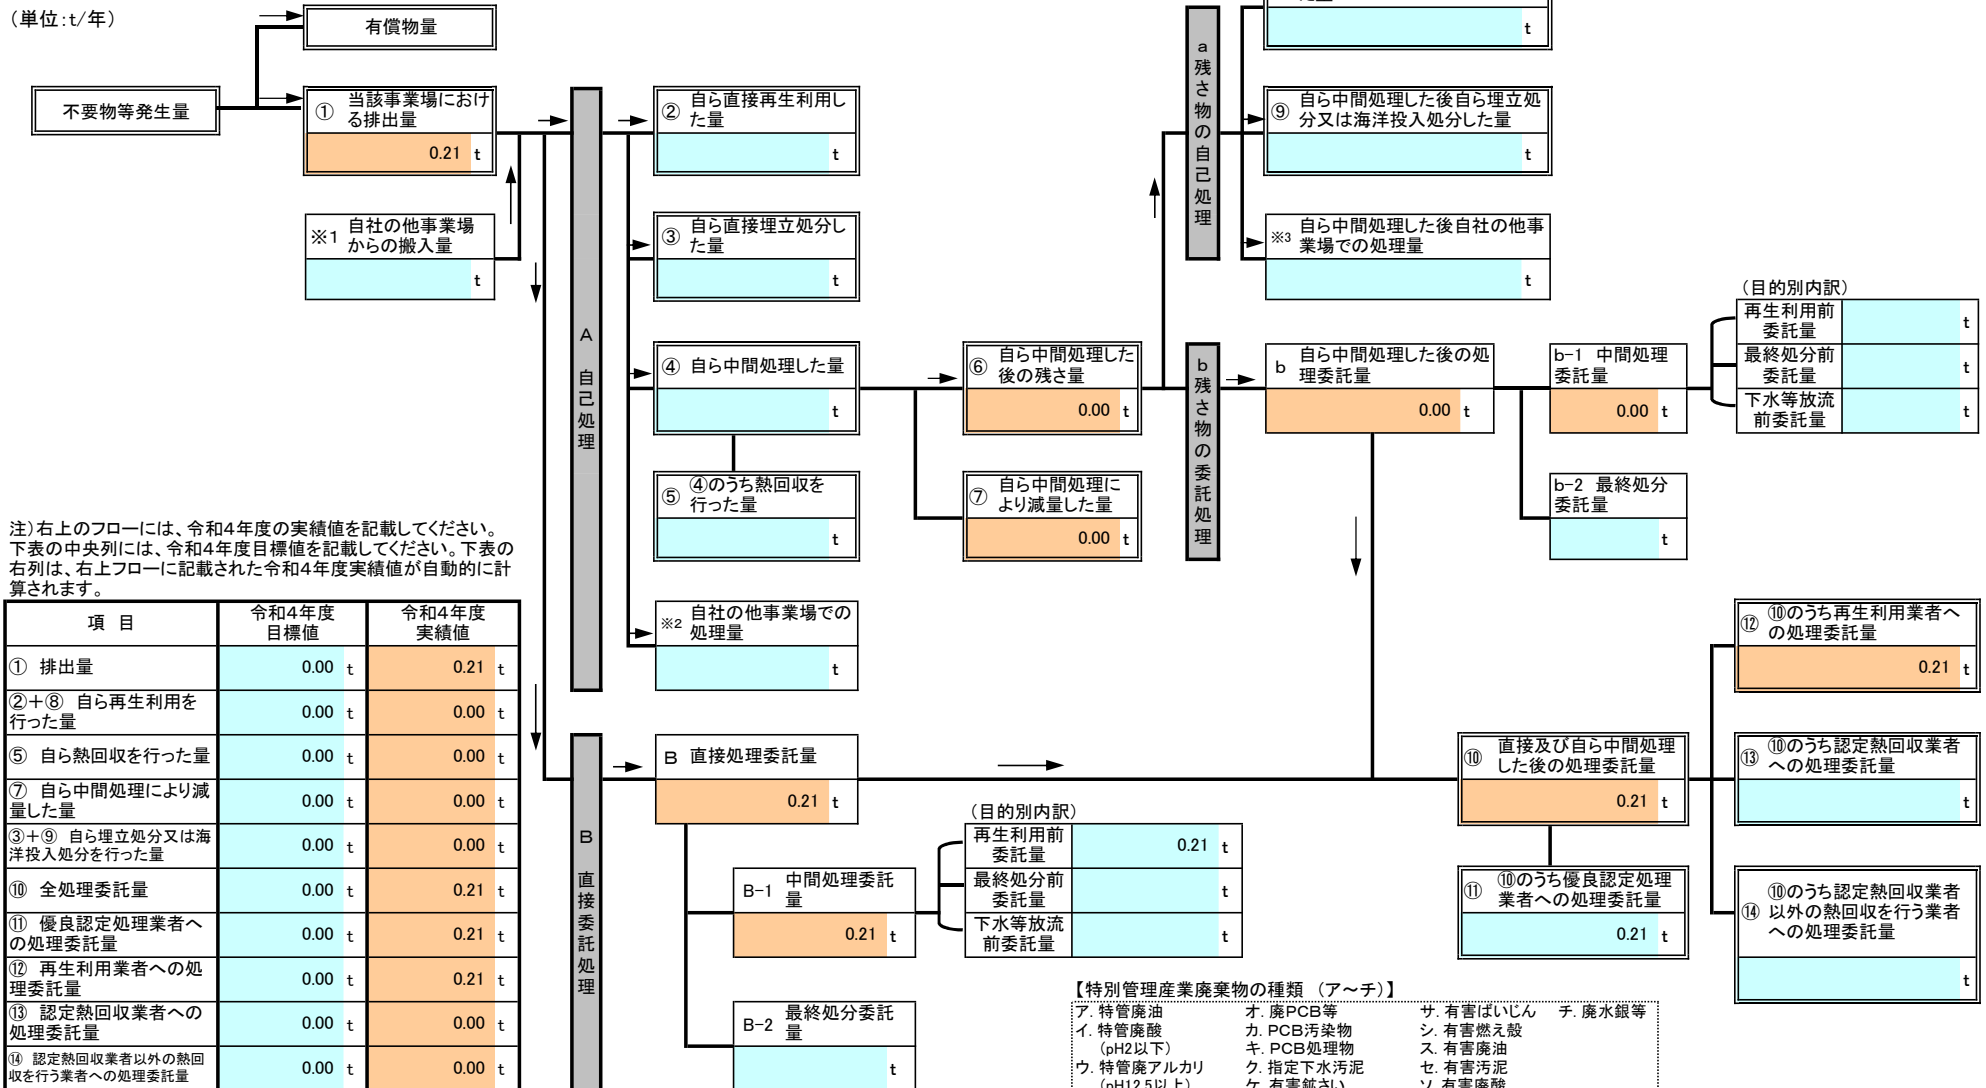 （単位：t/年）
有償物量
不要物等発生量
① 当該事業場におけ
る排出量
0.21 t
※1 自社の他事業場
からの搬入量
t
A 自己処理
② 自ら直接再生利用し
た量
t
③ 自ら直接埋立処分し
た量
t
④ 自ら中間処理した量
t
⑤ ④のうち熱回収を
行った量
t
※2 自社の他事業場での
処理量
t
⑥ 自ら中間処理した
後の残さ量
0.00 t
⑦ 自ら中間処理に
より減量した量
0.00 t
a 残さ物の自己処理
t
⑨ 自ら中間処理した後自ら埋立処
分又は海洋投入処分した量
t
※3 自ら中間処理した後自社の他事
業場での処理量
t
b 残さ物の委託処理
b 自ら中間処理した後の処
理委託量
0.00 t
b-1 中間処理
委託量
0.00 t
b-2 最終処分
委託量
t
（目的別内訳）
再生利用前
委託量
t
最終処分前
委託量
t
下水等放流
前委託量
t
注）右上のフローには、令和4年度の実績値を記載してください。
下表の中央列には、令和4年度目標値を記載してください。下表の
右列は、右上フローに記載された令和4年度実績値が自動的に計
算されます。
項 目 令和4年度 令和4年度
目標値 実績値
① 排出量 0.00 t 0.21 t
②＋⑧ 自ら再生利用を
行った量 0.00 t 0.00 t
⑤ 自ら熱回収を行った量 0.00 t 0.00 t
⑦ 自ら中間処理により減
量した量 0.00 t 0.00 t
③＋⑨ 自ら埋立処分又は海
洋投入処分を行った量 0.00 t 0.00 t
⑩ 全処理委託量 0.00 t 0.21 t
⑪ 優良認定処理業者へ
の処理委託量 0.00 t 0.21 t
⑫ 再生利用業者への処
理委託量 0.00 t 0.21 t
⑬ 認定熱回収業者への
処理委託量 0.00 t 0.00 t
⑭ 認定熱回収業者以外の熱回
収を行う業者への処理委託量 0.00 t 0.00 t
B 直接委託処理
B 直接処理委託量
0.21 t
B-1 中間処理委託
量
0.21 t
B-2 最終処分委託
量
t
（目的別内訳）
再生利用前
委託量
0.21 t
最終処分前
委託量
t
下水等放流
前委託量
t
⑩ 直接及び自ら中間処理
した後の処理委託量
0.21 t
⑪ ⑩のうち優良認定処理
業者への処理委託量
0.21 t
⑫ ⑩のうち再生利用業者へ
の処理委託量
0.21 t
⑬ ⑩のうち認定熱回収業者
への処理委託量
t
⑭ ⑩のうち認定熱回収業者
以外の熱回収を行う業者
への処理委託量
t
【特別管理産業廃棄物の種類 （ア～チ）】
ア. 特管廃油 オ. 廃PCB等 サ. 有害ばいじん チ. 廃水銀等
イ. 特管廃酸 カ. PCB汚染物 シ. 有害燃え殻
（pH2以下） キ. PCB処理物 ス. 有害廃油
ウ. 特管廃アルカリ ク. 指定下水汚泥 セ. 有害汚泥
（pH12.5以上） ケ. 有害鉱さい ソ. 有害廃酸